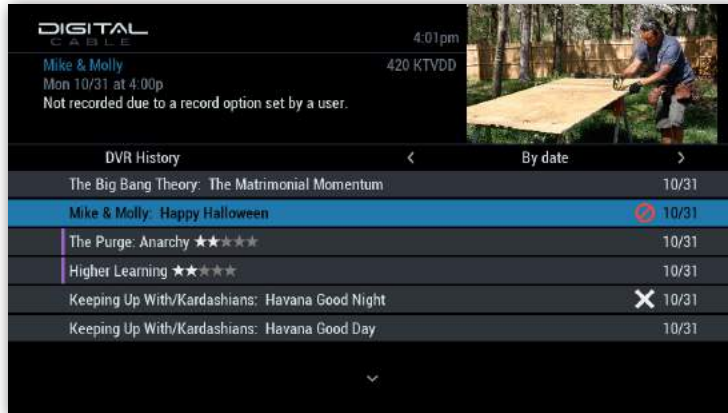 DIGITAL
CABLE
4:01pm
Mike & Molly
420 KTVDD
Mon 10/31 at 4:00p
Not recorded due to a record option set by a user.
DVR History
By date
The Big Bang Theory: The Matrimonial Momentum 10/31
Mike & Molly: Happy Halloween 10/31
The Purge: Anarchy ★★★★★ 10/31
Higher Learning ★★★★★ 10/31
Keeping Up With/Kardashians: Havana Good Night 10/31
Keeping Up With/Kardashians: Havana Good Day 10/31